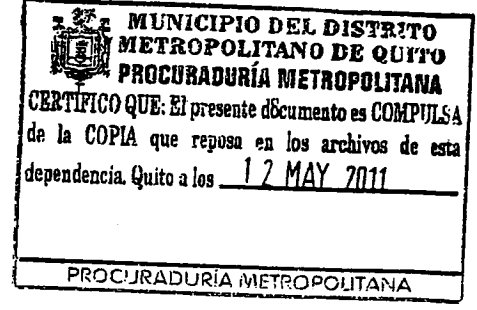 MUNICIPIO DEL DISTRITO
METROPOLITANO DE QUITO
PROCURADURÍA METROPOLITANA
CERTIFICO QUE: El presente documento es COMPULSA
de la COPIA que reposa en los archivos de esta
dependencia. Quito a los 12 MAY 2011
PROCURADURÍA METROPOLITANA